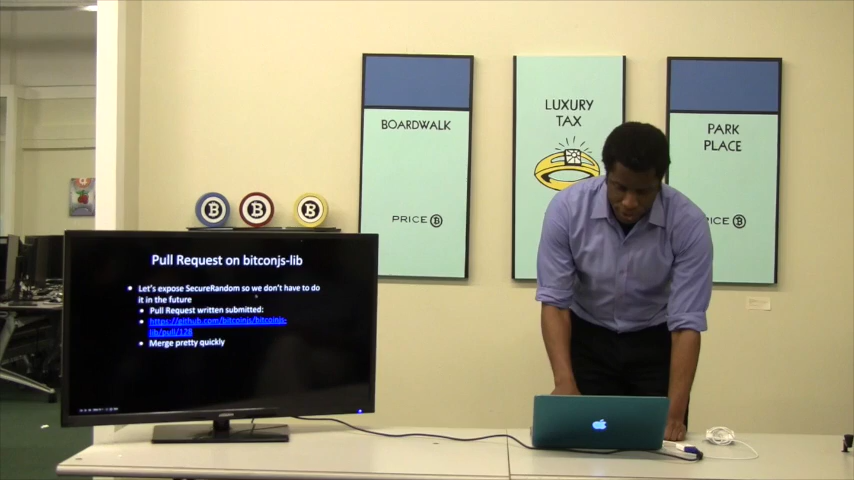 BOARDWALK
PRICE
LUXURY
TAX
PARK
PLACE
ICE
Pull Request on bitconjs-lib
Let's expose SecureRandom so we don't have to do
it in the future
Pull Request written submitted:
https://github.com/bitcoinjs/bitcoinjs-
lib/pull/128
Merge pretty quickly